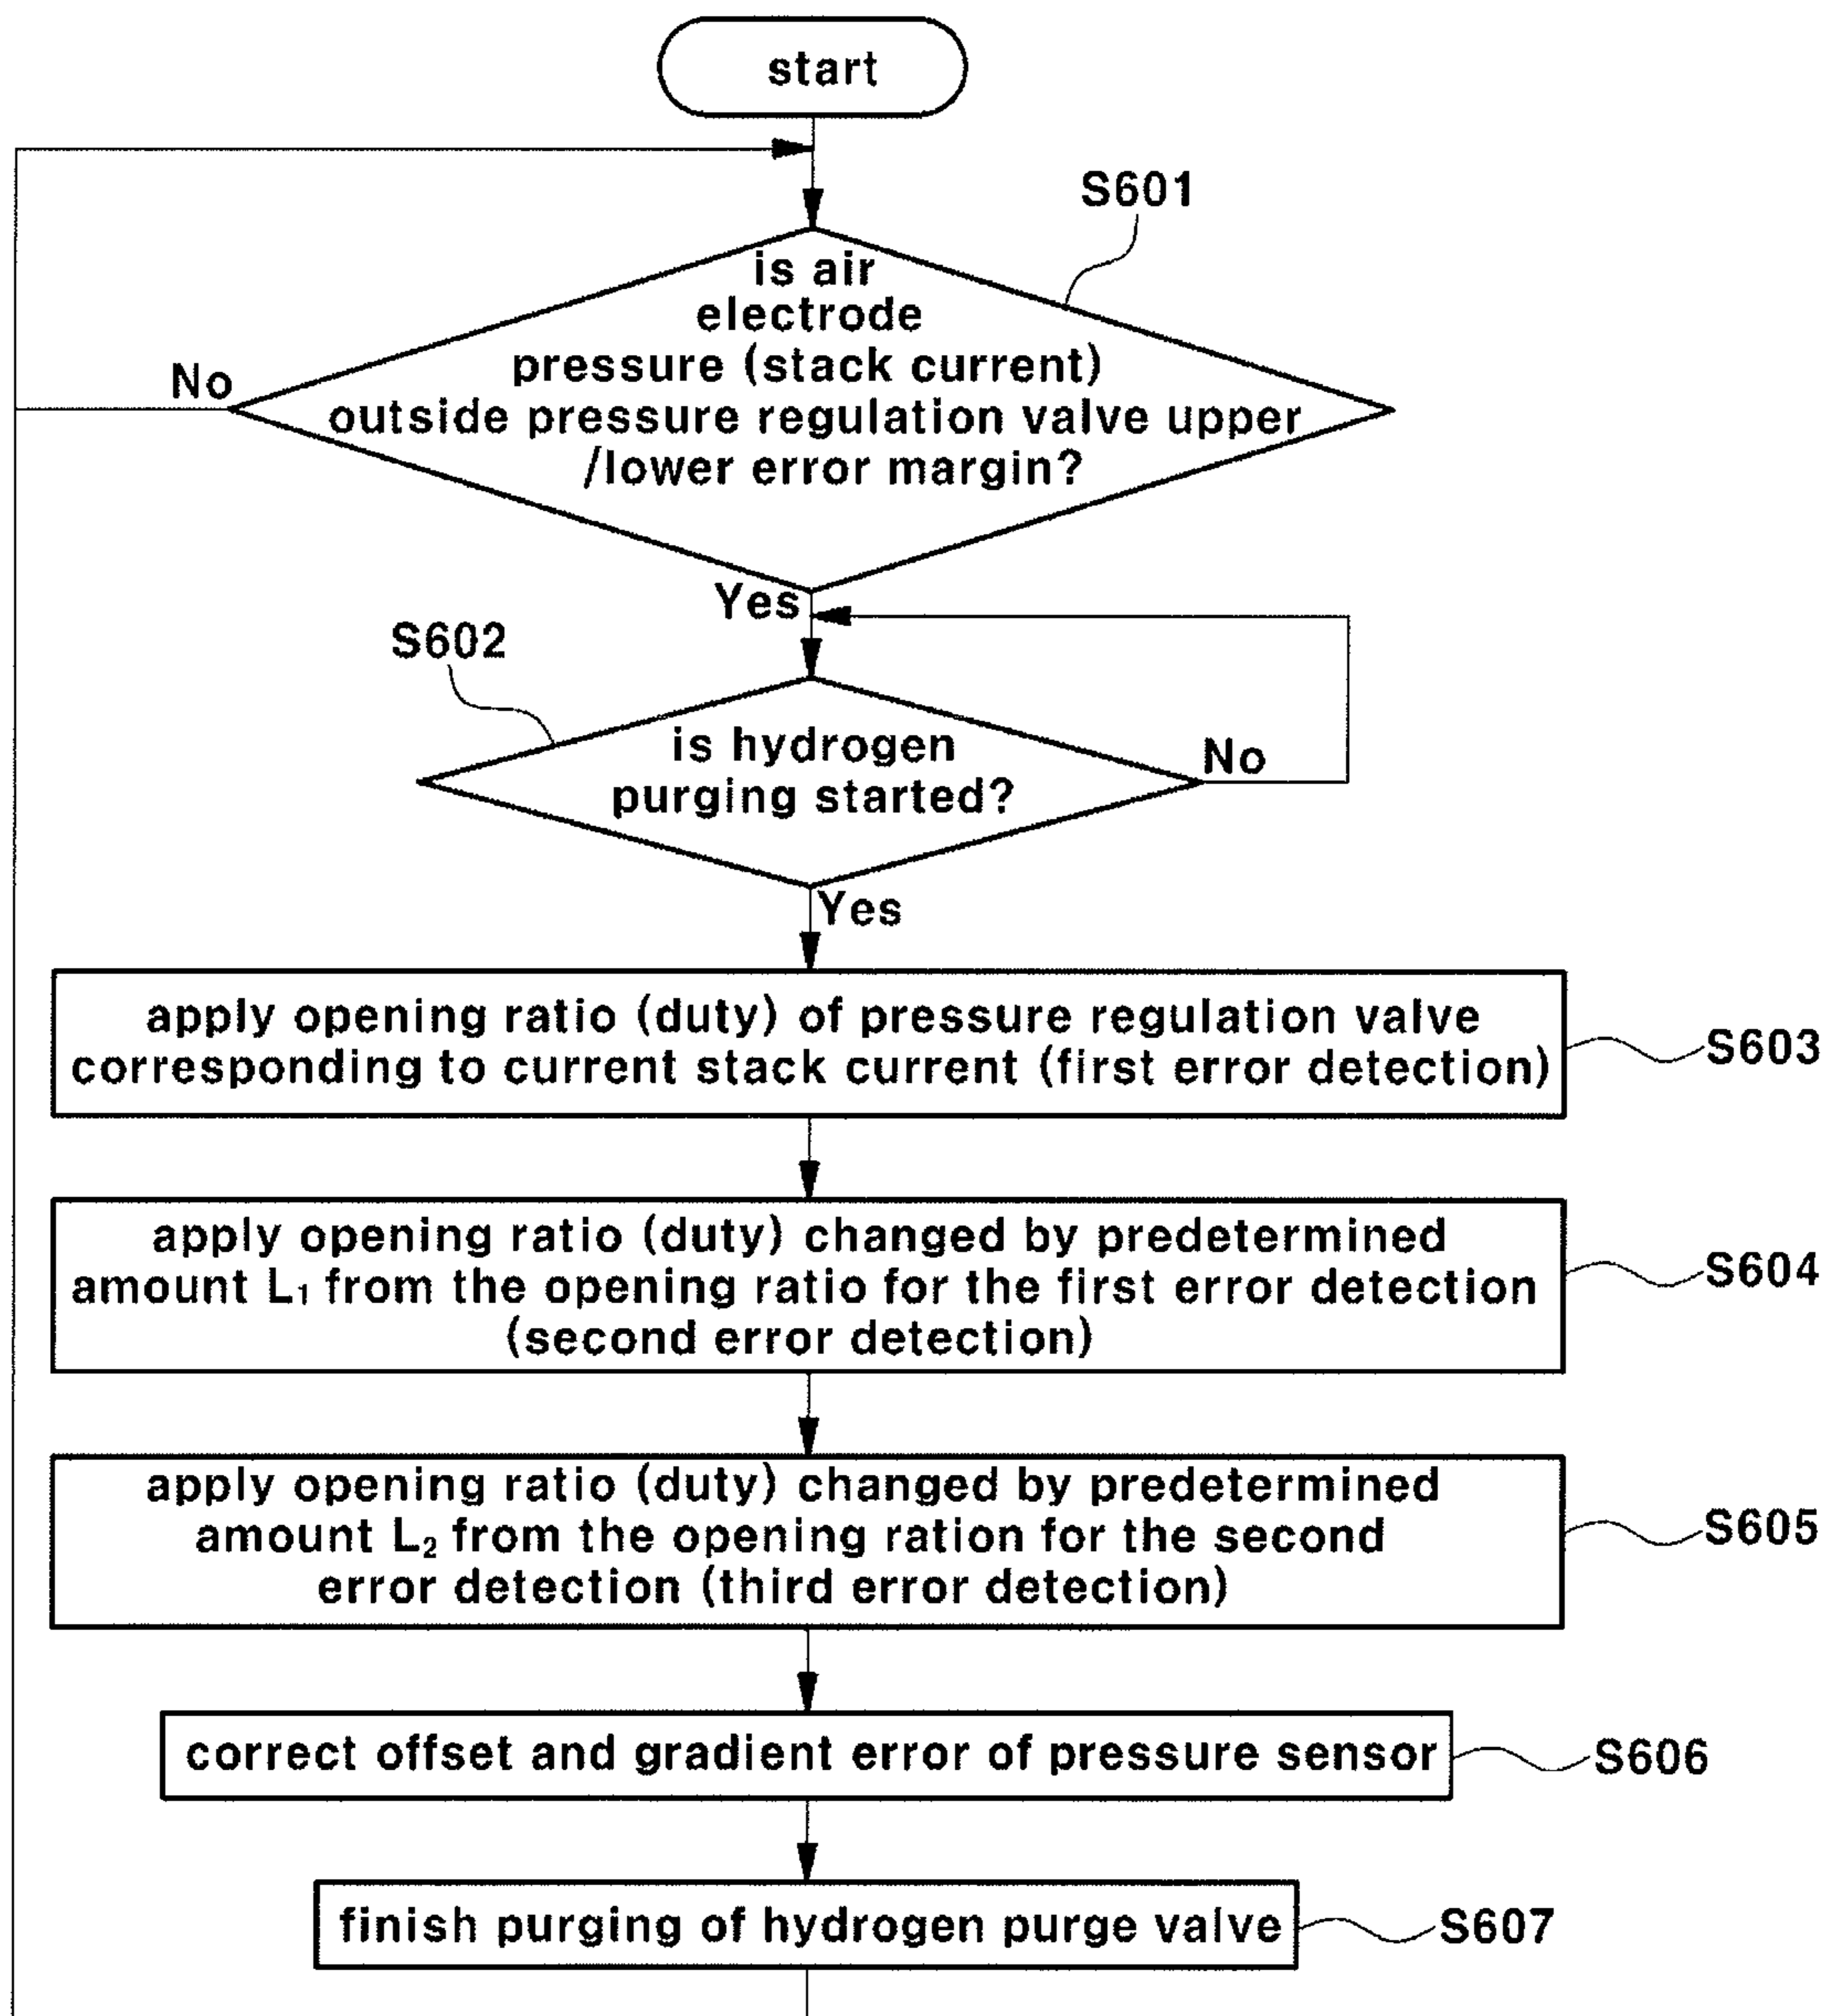 start
S601
is air
electrode
pressure (stack current)
outside pressure regulation valve upper
/lower error margin?
No
Yes
S602
is hydrogen
purging started?
No
Yes
apply opening ratio (duty) of pressure regulation valve
corresponding to current stack current (first error detection)
S603
apply opening ratio (duty) changed by predetermined
amount L₁ from the opening ratio for the first error detection
(second error detection)
S604
apply opening ratio (duty) changed by predetermined
amount L₂ from the opening ration for the second
error detection (third error detection)
S605
correct offset and gradient error of pressure sensor
S606
finish purging of hydrogen purge valve
S607